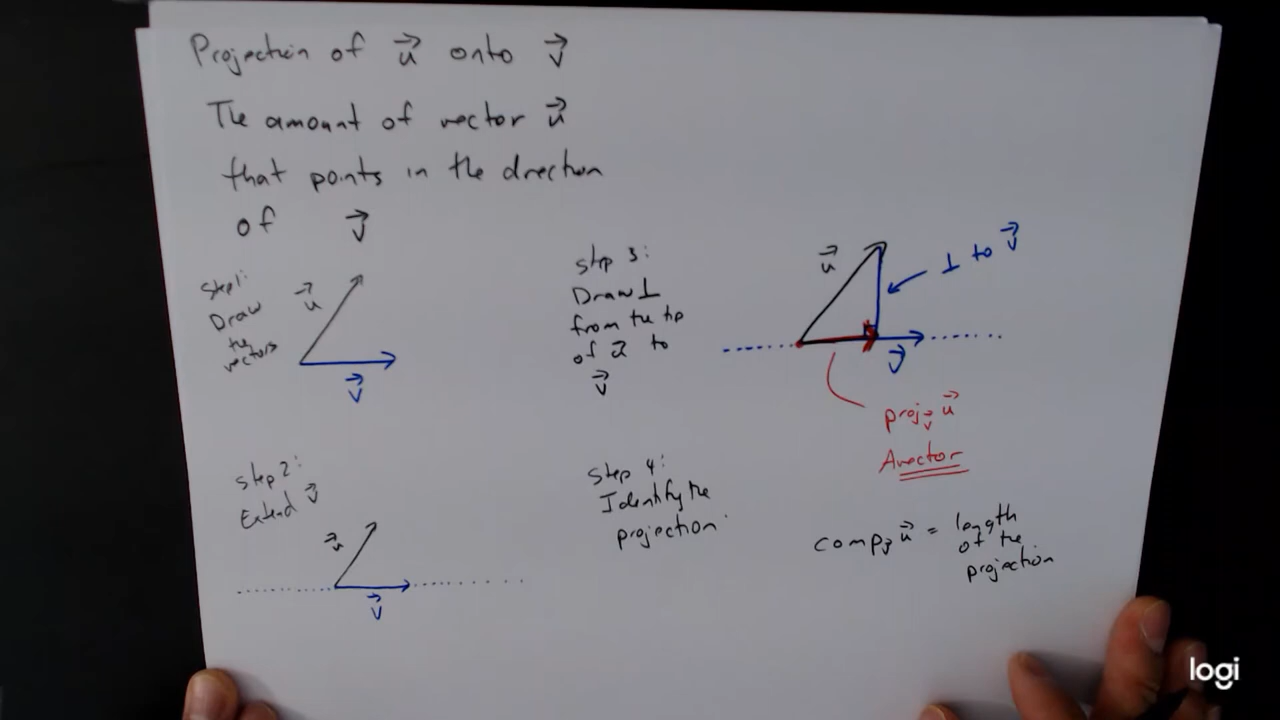 Projection of u⃗ onto v⃗
The amount of vector u⃗
that points in the direction
of v⃗
Step 1:
Draw
the
vectors
u⃗
v⃗
Step 2:
Extend v⃗
u⃗
v⃗
Step 3:
Draw ⊥
from the tip
of u⃗ to
v⃗
u⃗
⊥ to v⃗
v⃗
proj_v⃗ u⃗
A vector
Step 4:
Identify the
projection
comp_v⃗ u⃗ = length
of the
projection
logi